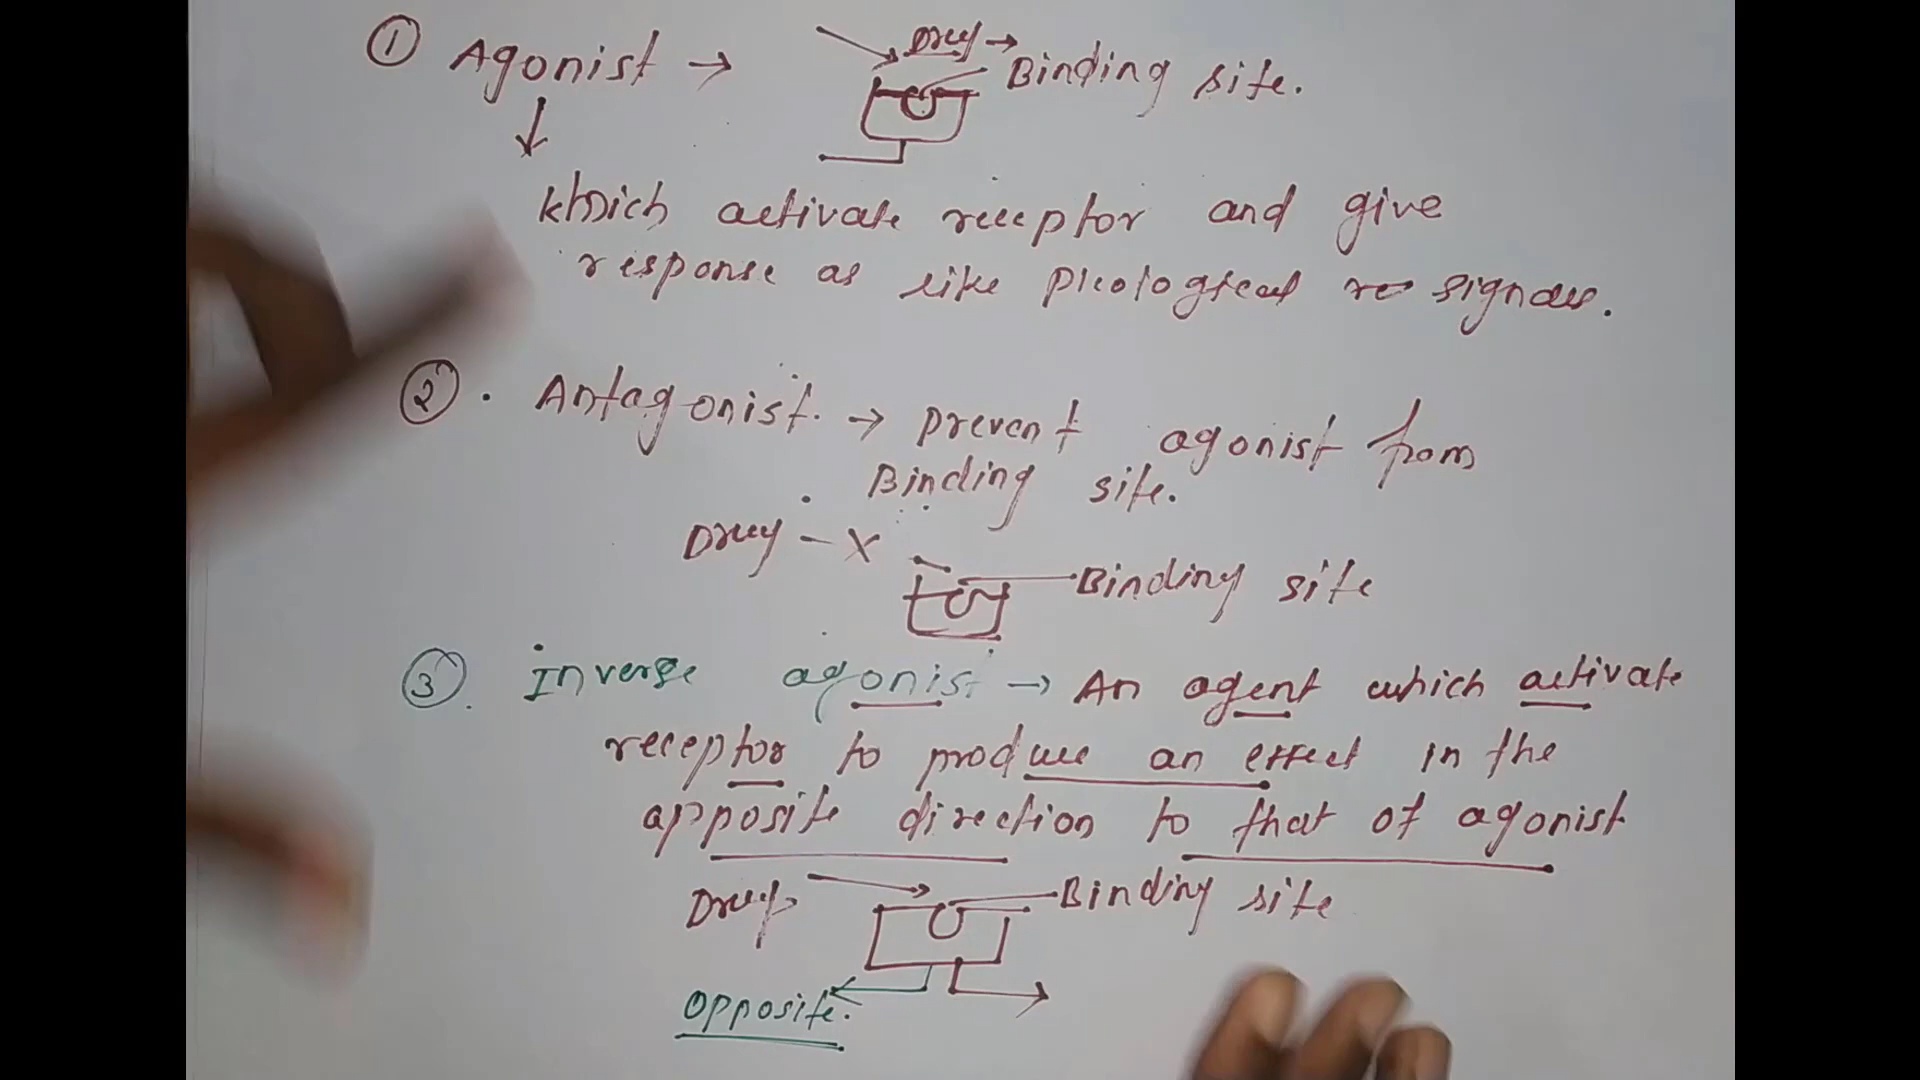 ① Agonist → Drug →
Binding site.
Which activate receptor and give
response as like signals.
② . Antagonist. → prevent agonist from
Binding site.
Drug - X
Binding site
③. Inverse agonist → An agent which activate
receptor to produce an effect in the
opposite direction to that of agonist
Drug Binding site
Opposite.